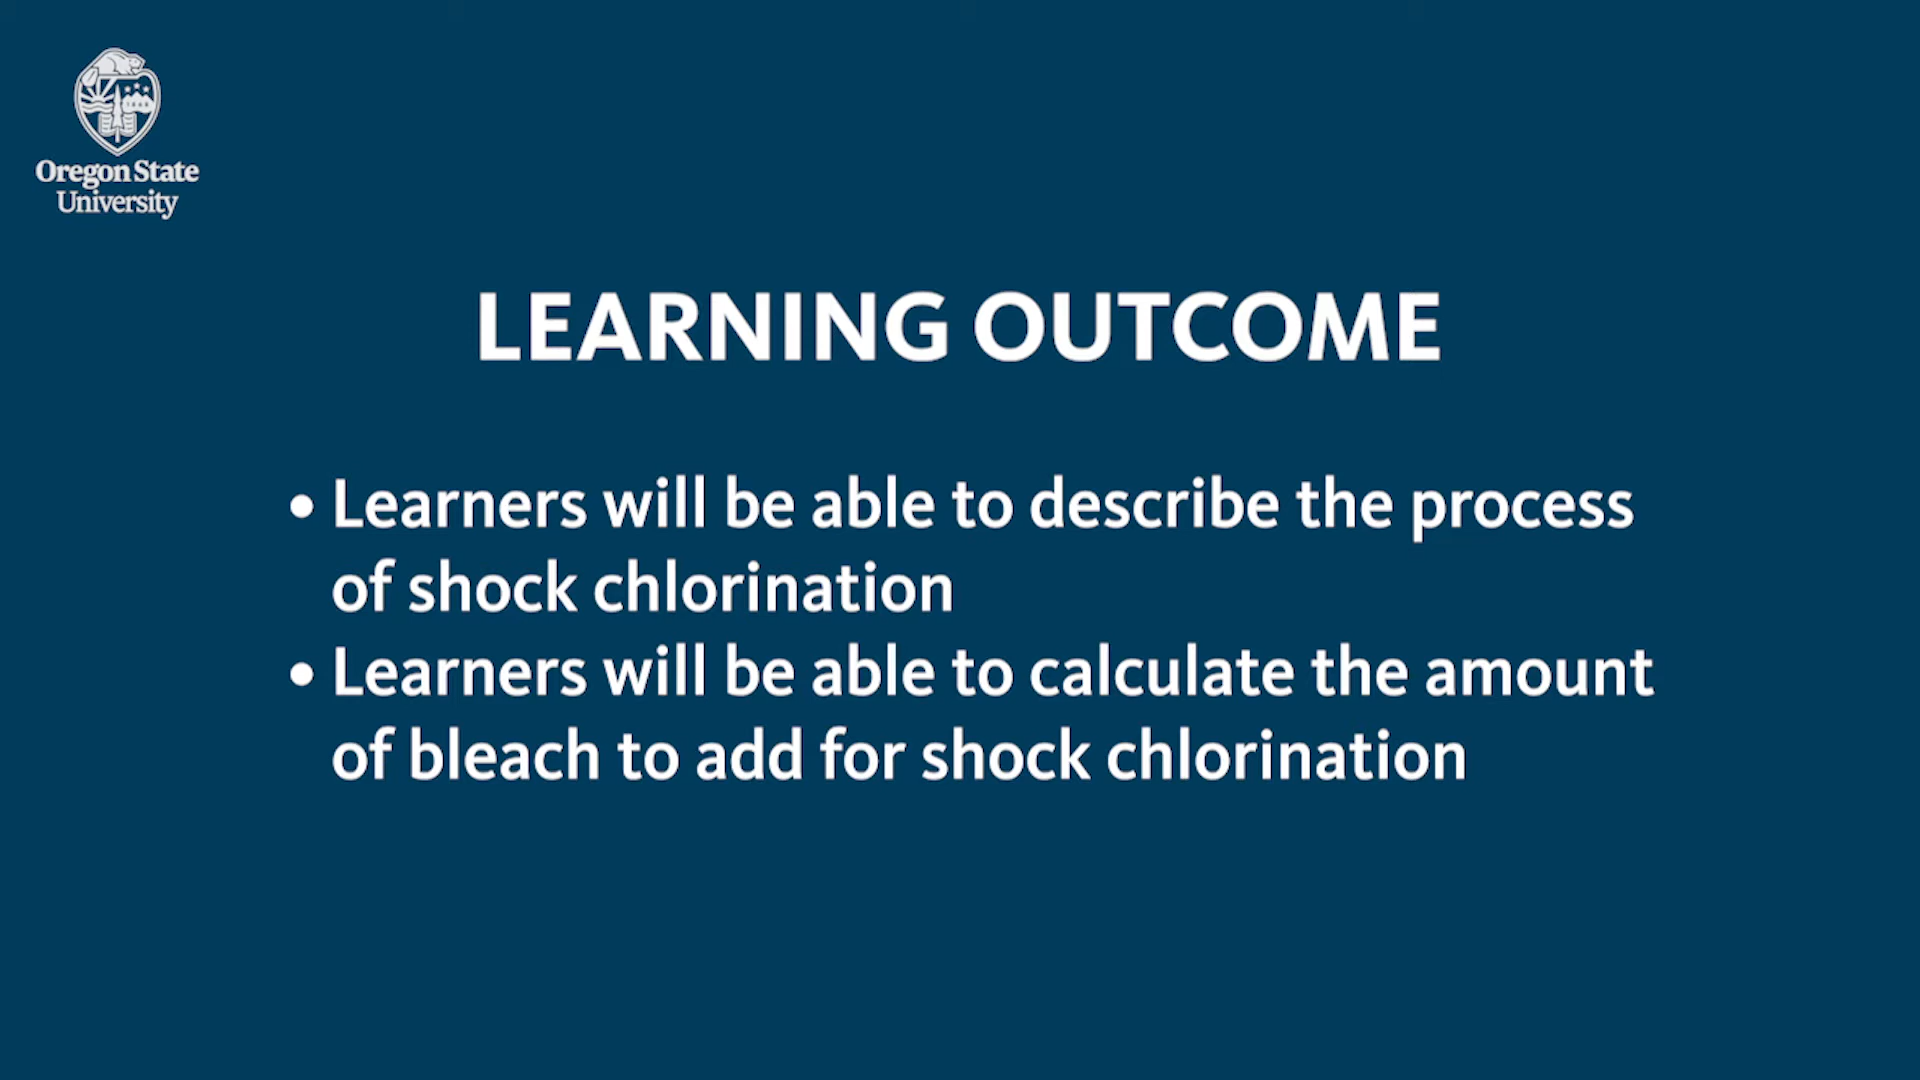 Oregon State
University
LEARNING OUTCOME
• Learners will be able to describe the process
of shock chlorination
• Learners will be able to calculate the amount
of bleach to add for shock chlorination